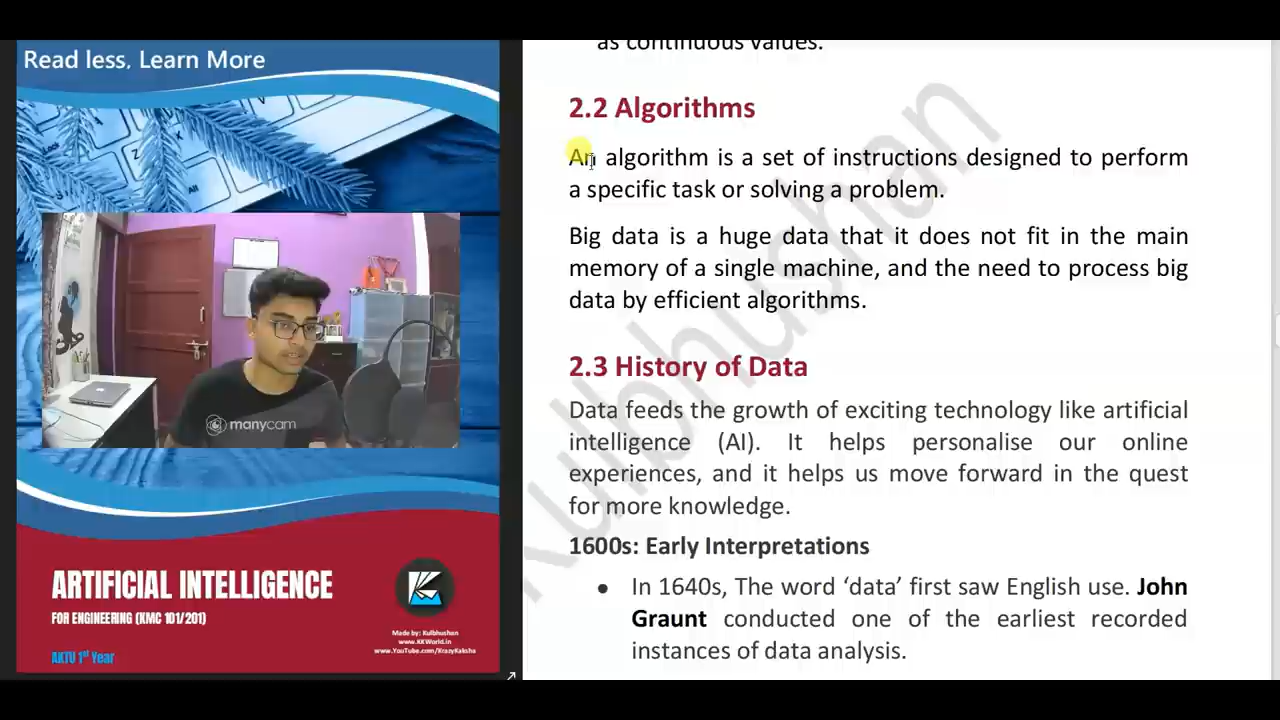 Read less, Learn More
manycam
ARTIFICIAL INTELLIGENCE
FOR ENGINEERING (KMC 101/201)
AKTU 1st Year
Made by: Kulbhushan
www.KKWorld.in
www.YouTube.com/KrazyKaksha
as continuous values.
2.2 Algorithms
An algorithm is a set of instructions designed to perform
a specific task or solving a problem.
Big data is a huge data that it does not fit in the main
memory of a single machine, and the need to process big
data by efficient algorithms.
2.3 History of Data
Data feeds the growth of exciting technology like artificial
intelligence (AI). It helps personalise our online
experiences, and it helps us move forward in the quest
for more knowledge.
1600s: Early Interpretations
• In 1640s, The word ‘data’ first saw English use. John
Graunt conducted one of the earliest recorded
instances of data analysis.
Kulbhushan